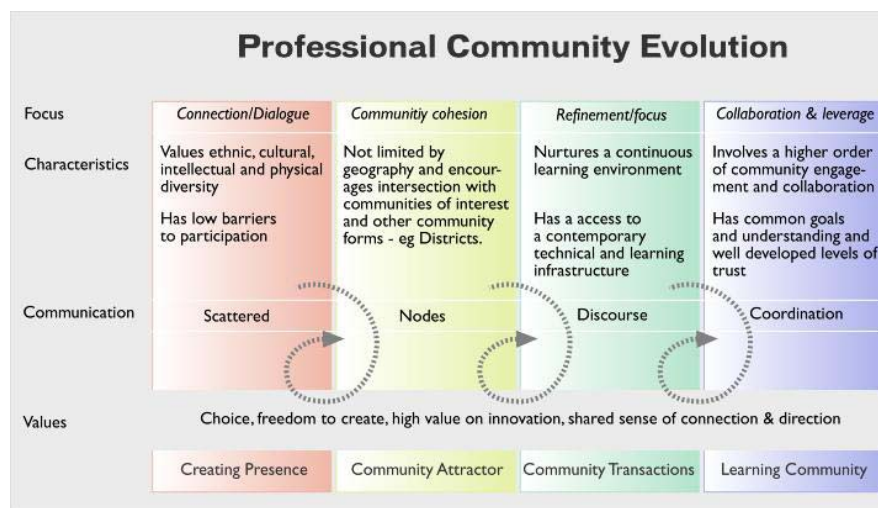 Professional Community Evolution
Focus
Connection/Dialogue
Communitiy cohesion
Refinement/focus
Collaboration & leverage
Characteristics
Values ethnic, cultural,
intellectual and physical
diversity
Has low barriers
to participation
Not limited by
geography and encour-
ages intersection with
communities of interest
and other community
forms - eg Districts.
Nurtures a continuous
learning environment
Has a access to
a contemporary
technical and learning
infrastructure
Involves a higher order
of community engage-
ment and collaboration
Has common goals
and understanding and
well developed levels of
trust
Communication
Scattered
Nodes
Discourse
Coordination
Values
Choice, freedom to create, high value on innovation, shared sense of connection & direction
Creating Presence
Community Attractor
Community Transactions
Learning Community